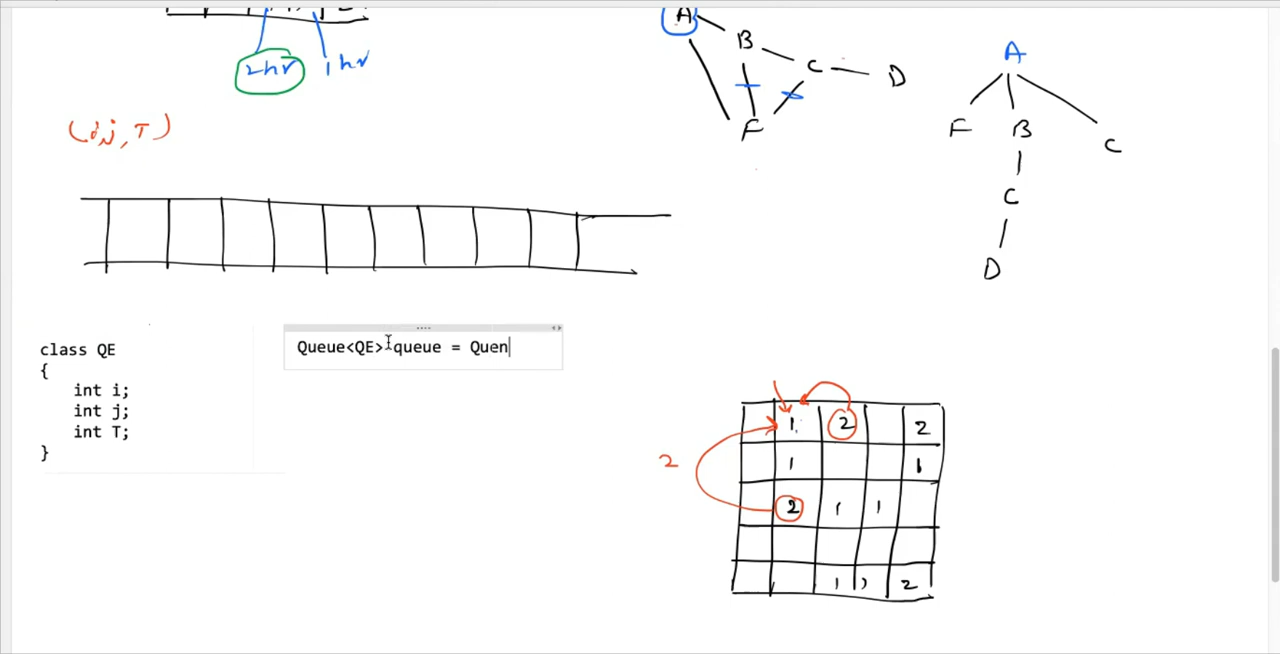 2hr 1hr
(i,j, T)
A
B
C D
F
A
F B C
C
D
class QE
{
int i;
int j;
int T;
}
Queue<QE> queue = Quen
1 2 2
1 1
2
2 1 1
1 1 2